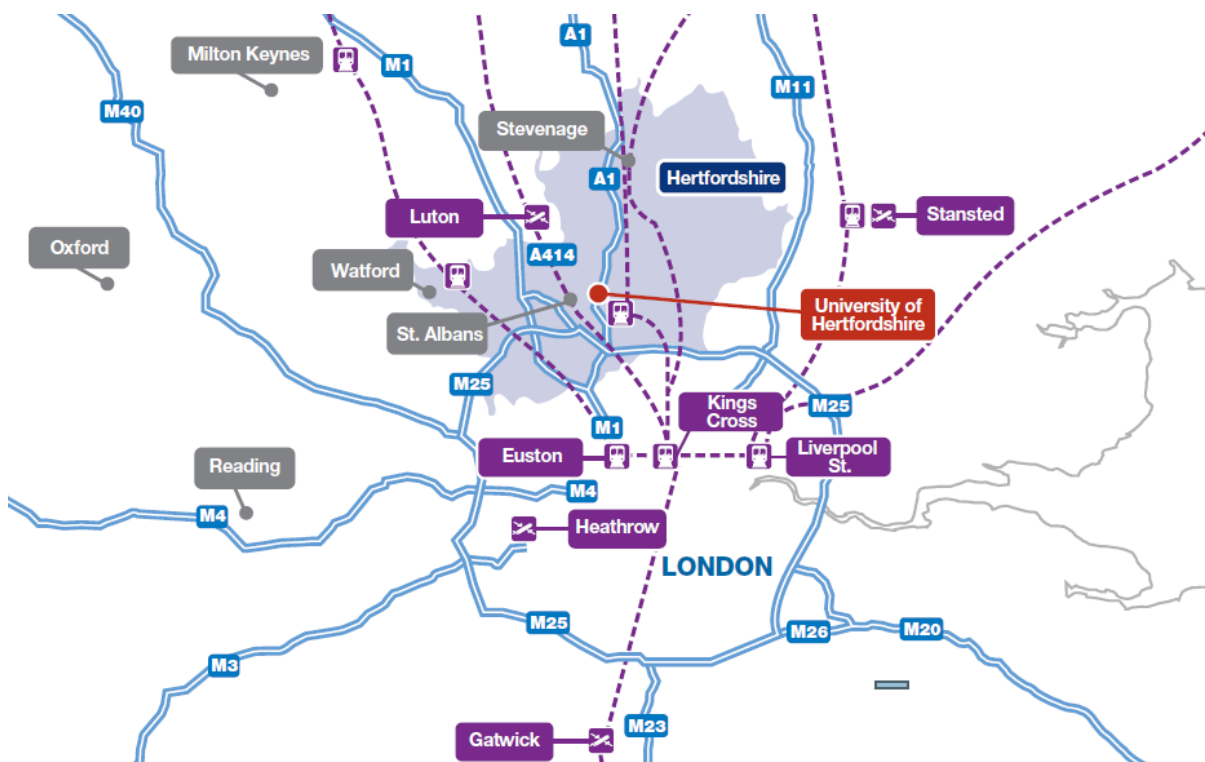 A1
Milton Keynes
M1
M40
M11
Stevenage
Hertfordshire
A1
Luton
Stansted
Oxford
A414
Watford
University of
Hertfordshire
St. Albans
M25
Kings
Cross
M25
M1
Euston
Liverpool
St.
Reading
M4
M4
Heathrow
LONDON
M25
M26
M20
M3
M23
Gatwick